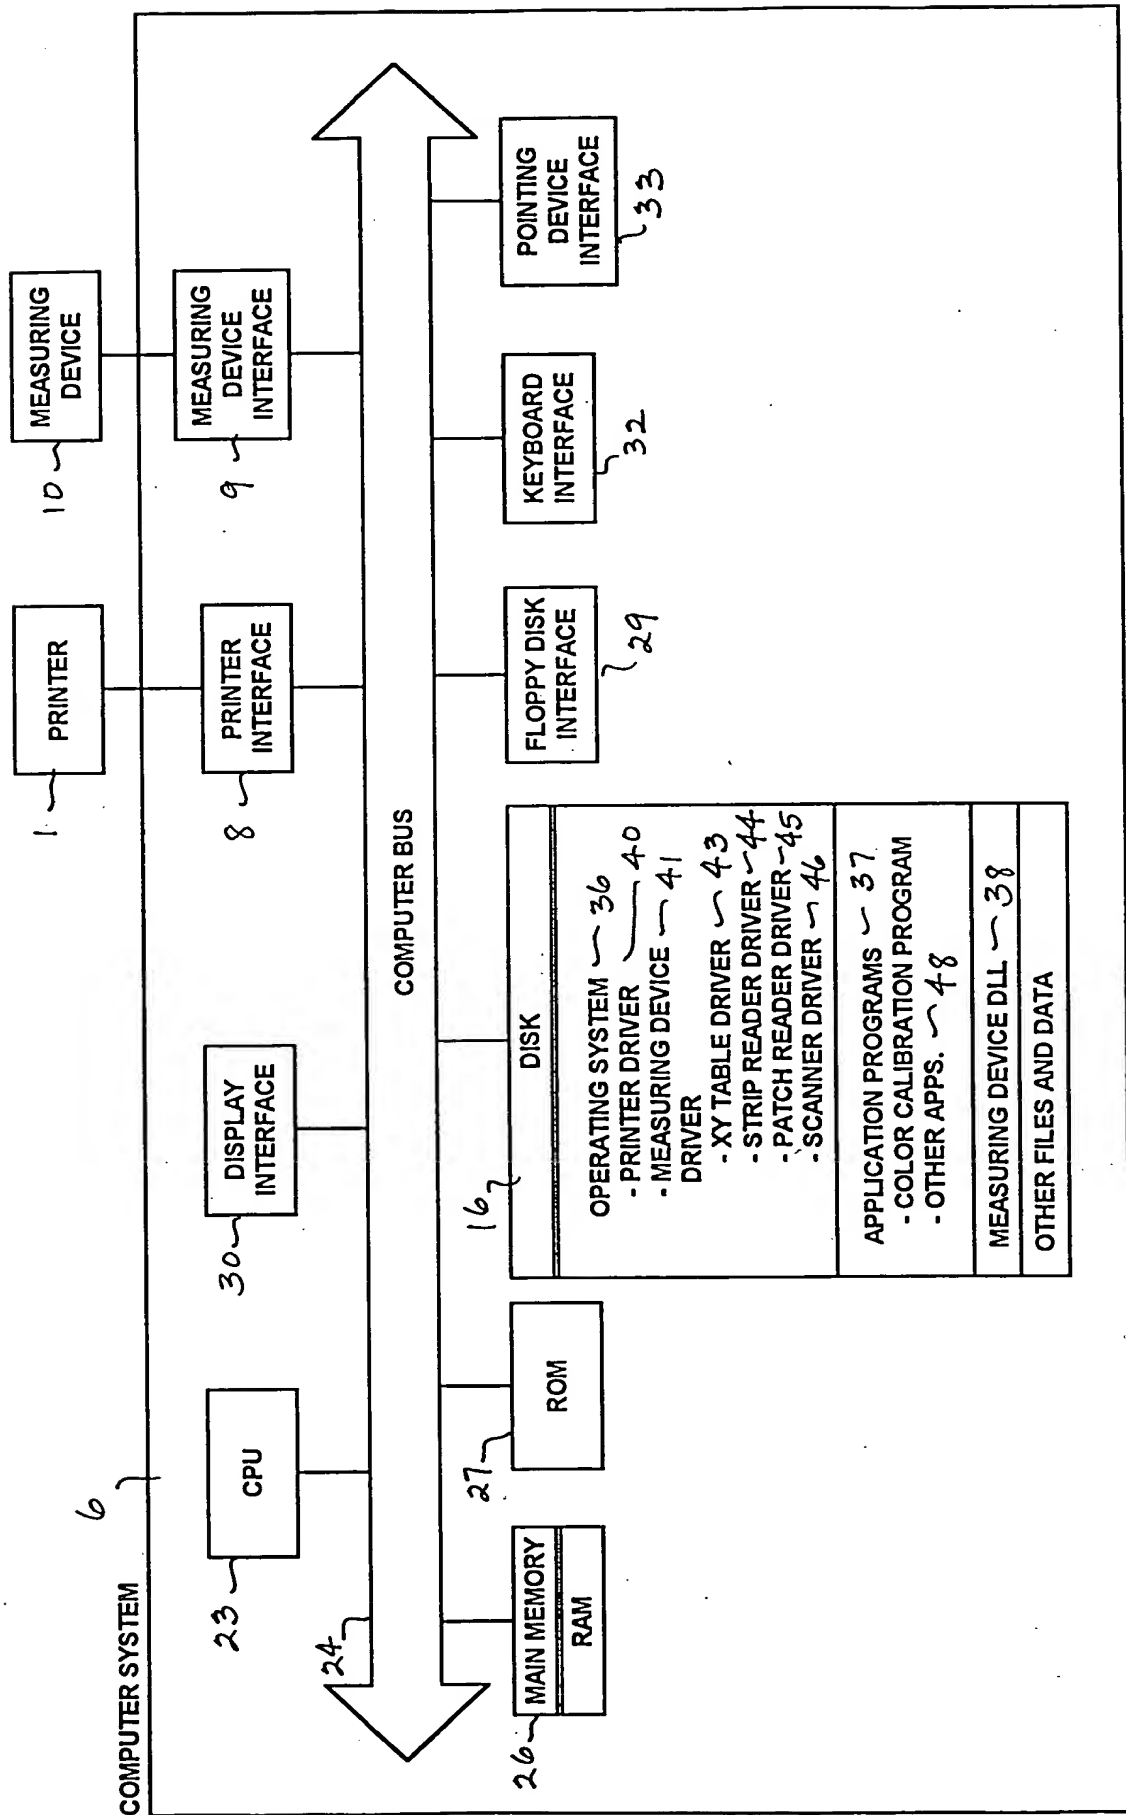 COMPUTER SYSTEM
6
1
PRINTER
10
MEASURING
DEVICE
23
CPU
30
DISPLAY
INTERFACE
8
PRINTER
INTERFACE
9
MEASURING
DEVICE
INTERFACE
24
COMPUTER BUS
26
MAIN MEMORY
RAM
27
ROM
16
DISK
OPERATING SYSTEM 36
- PRINTER DRIVER 40
- MEASURING DEVICE 41
DRIVER
- XY TABLE DRIVER 43
- STRIP READER DRIVER 44
- PATCH READER DRIVER 45
- SCANNER DRIVER 46
APPLICATION PROGRAMS 37
- COLOR CALIBRATION PROGRAM
- OTHER APPS. 48
MEASURING DEVICE DLL 38
OTHER FILES AND DATA
FLOPPY DISK
INTERFACE
29
KEYBOARD
INTERFACE
32
POINTING
DEVICE
INTERFACE
33